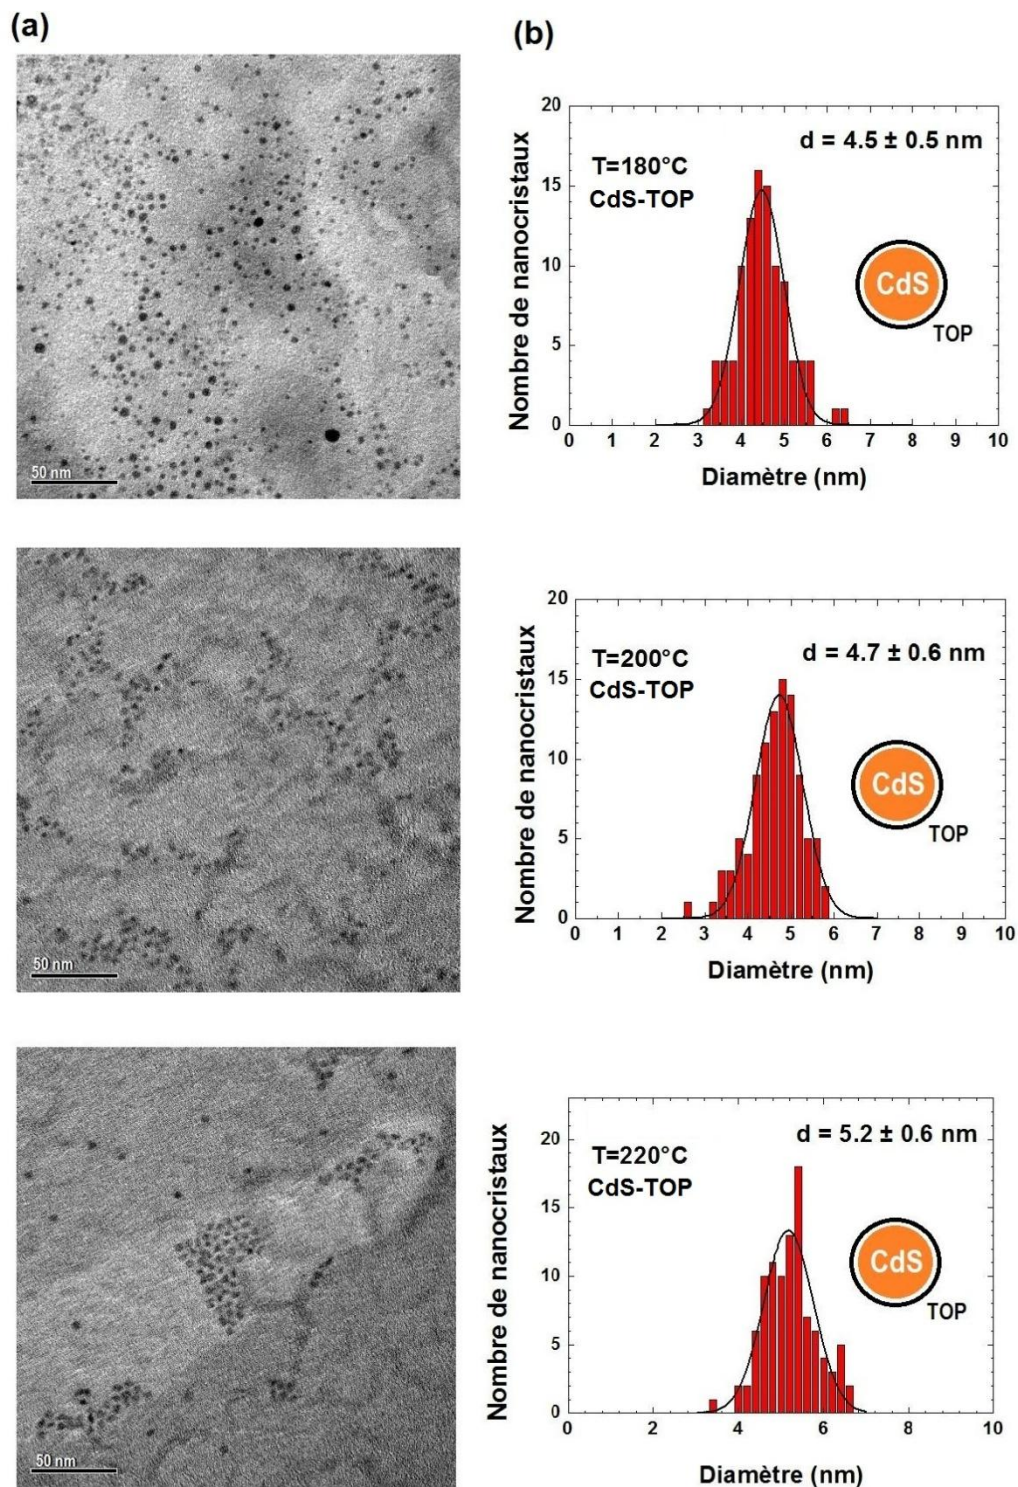 (a)
(b)
50 nm
Nombre de nanocristaux
20
15
10
5
0
T=180°C
CdS-TOP
d = 4.5 ± 0.5 nm
CdS
TOP
0 1 2 3 4 5 6 7 8 9 10
Diamètre (nm)
50 nm
Nombre de nanocristaux
20
15
10
5
0
T=200°C
CdS-TOP
d = 4.7 ± 0.6 nm
CdS
TOP
0 1 2 3 4 5 6 7 8 9 10
Diamètre (nm)
50 nm
Nombre de nanocristaux
20
15
10
5
0
T=220°C
CdS-TOP
d = 5.2 ± 0.6 nm
CdS
TOP
0 2 4 6 8 10
Diamètre (nm)